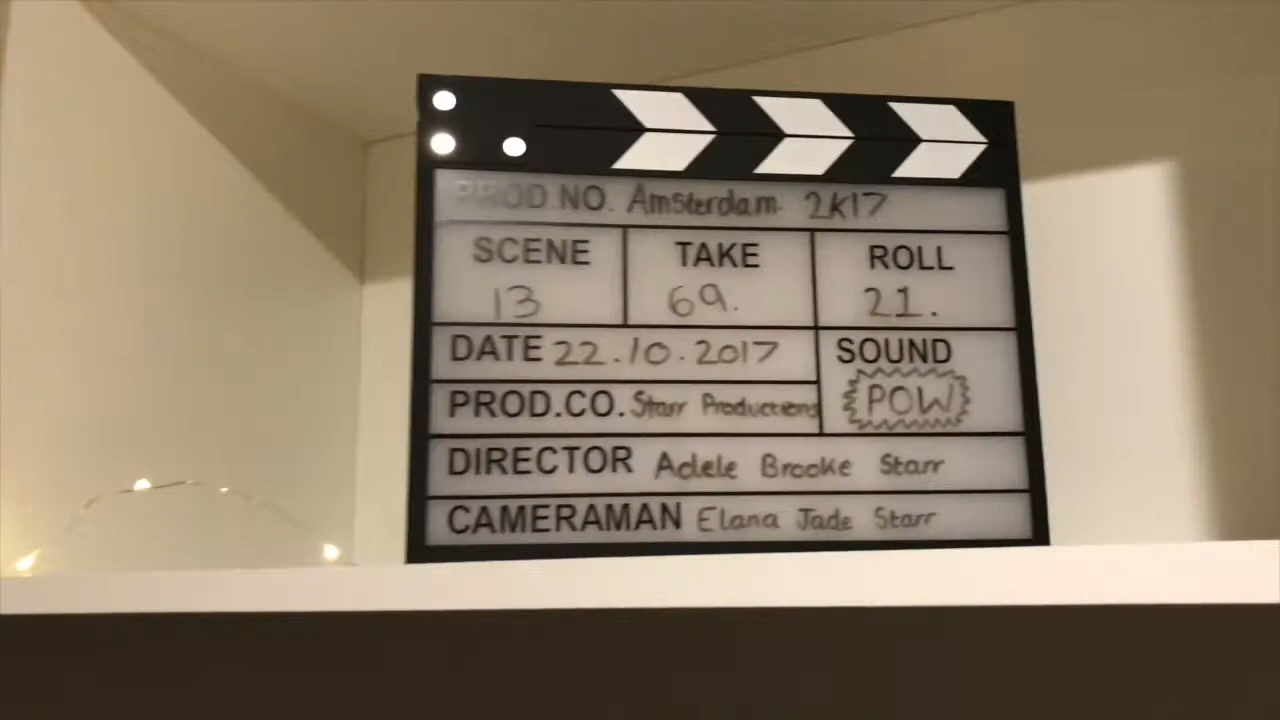 PROD.NO. Amsterdam 2K17
SCENE TAKE ROLL
13 69. 21.
DATE 22.10.2017 SOUND
POW
PROD.CO. Starr Productions
DIRECTOR Adele Brooke Starr
CAMERAMAN Elana Jade Starr